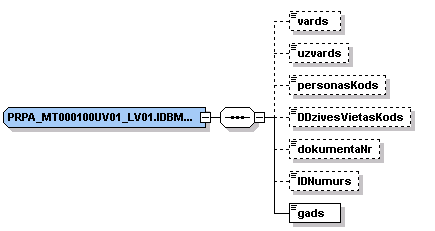 vards
uzvards
personasKods
DDzivesVietasKods
PRPA_MT000100UV01_LV01.IDBM...
dokumentaNr
IDNumurs
gads